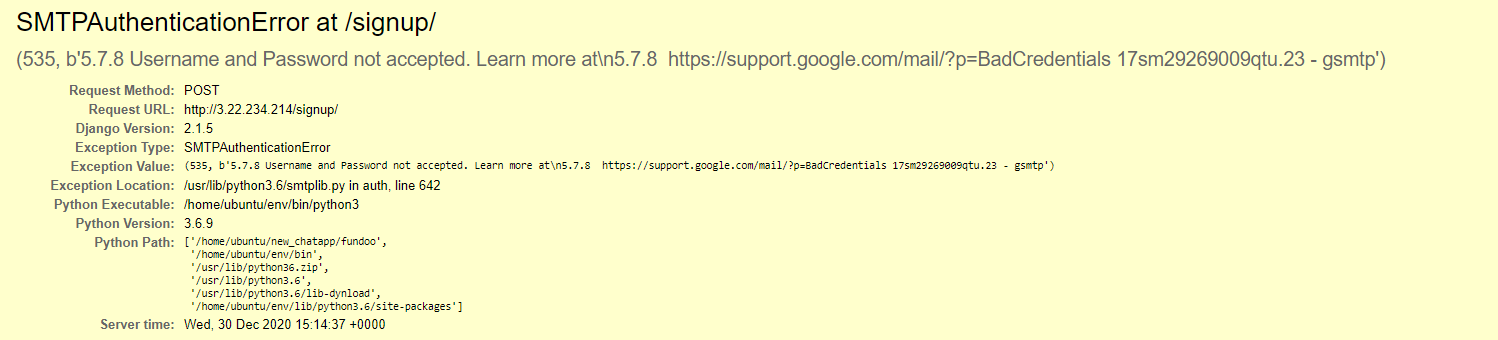 SMTPAuthenticationError at /signup/
(535, b'5.7.8 Username and Password not accepted. Learn more at\n5.7.8  https://support.google.com/mail/?p=BadCredentials 17sm29269009qtu.23 - gsmtp')
Request Method: POST
Request URL: http://3.22.234.214/signup/
Django Version: 2.1.5
Exception Type: SMTPAuthenticationError
Exception Value: (535, b'5.7.8 Username and Password not accepted. Learn more at\n5.7.8  https://support.google.com/mail/?p=BadCredentials 17sm29269009qtu.23 - gsmtp')
Exception Location: /usr/lib/python3.6/smtplib.py in auth, line 642
Python Executable: /home/ubuntu/env/bin/python3
Python Version: 3.6.9
Python Path: ['/home/ubuntu/new_chatapp/fundoo',
'/home/ubuntu/env/bin',
'/usr/lib/python36.zip',
'/usr/lib/python3.6',
'/usr/lib/python3.6/lib-dynload',
'/home/ubuntu/env/lib/python3.6/site-packages']
Server time: Wed, 30 Dec 2020 15:14:37 +0000